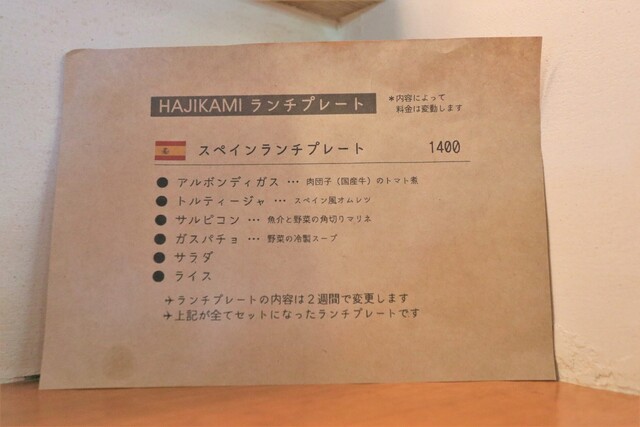 HAJIKAMI ランチプレート
＊内容によって
料金は変動します
スペインランチプレート 1400
● アルボンディガス … 肉団子（国産牛）のトマト煮
● トルティージャ … スペイン風オムレツ
● サルピコン … 魚介と野菜の角切りマリネ
● ガスパチョ … 野菜の冷製スープ
● サラダ
● ライス
✈ランチプレートの内容は２週間で変更します
✈上記が全てセットになったランチプレートです